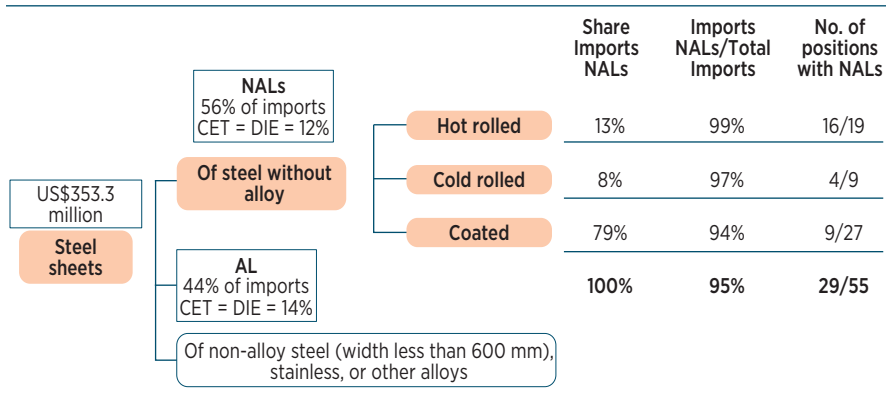 Share
Imports
NALs
Imports
NALs/Total
Imports
No. of
positions
with NALs
NALs
56% of imports
CET = DIE = 12%
Hot rolled
13%
99%
16/19
Of steel without
alloy
Cold rolled
8%
97%
4/9
US$353.3
million
Steel
sheets
Coated
79%
94%
9/27
AL
44% of imports
CET = DIE = 14%
100%
95%
29/55
Of non-alloy steel (width less than 600 mm),
stainless, or other alloys